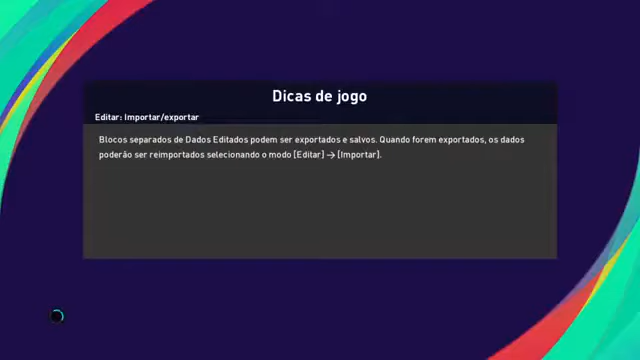 Dicas de jogo
Editar: Importar/exportar
Blocos separados de Dados Editados podem ser exportados e salvos. Quando forem exportados, os dados
poderão ser reimportados selecionando o modo [Editar] → [Importar].